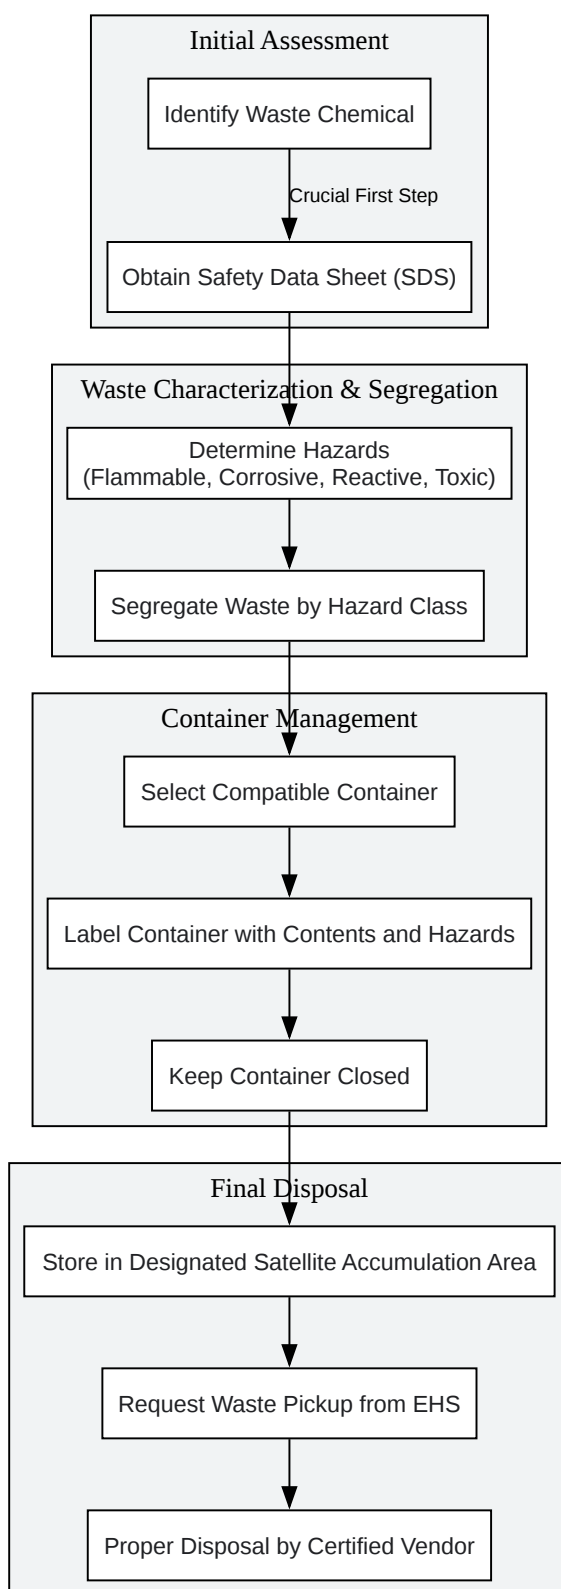 Initial Assessment
Identify Waste Chemical
Crucial First Step
Obtain Safety Data Sheet (SDS)
Waste Characterization & Segregation
Determine Hazards
(Flammable, Corrosive, Reactive, Toxic)
Segregate Waste by Hazard Class
Container Management
Select Compatible Container
Label Container with Contents and Hazards
Keep Container Closed
Final Disposal
Store in Designated Satellite Accumulation Area
Request Waste Pickup from EHS
Proper Disposal by Certified Vendor